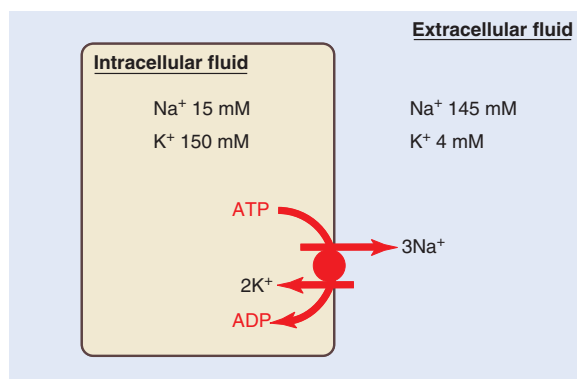 Extracellular fluid
Intracellular fluid
Na⁺ 15 mM
Na⁺ 145 mM
K⁺ 150 mM
K⁺ 4 mM
ATP
3Na⁺
2K⁺
ADP